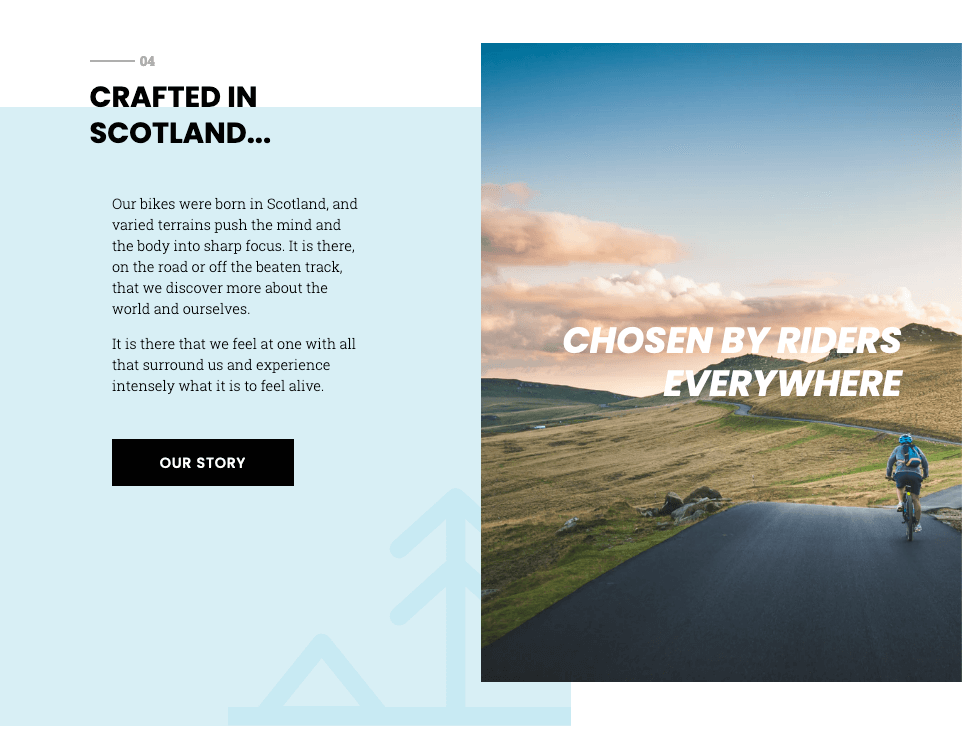 04
CRAFTED IN
SCOTLAND...
Our bikes were born in Scotland, and
varied terrains push the mind and
the body into sharp focus. It is there,
on the road or off the beaten track,
that we discover more about the
world and ourselves.
It is there that we feel at one with all
that surround us and experience
intensely what it is to feel alive.
OUR STORY
CHOSEN BY RIDERS
EVERYWHERE